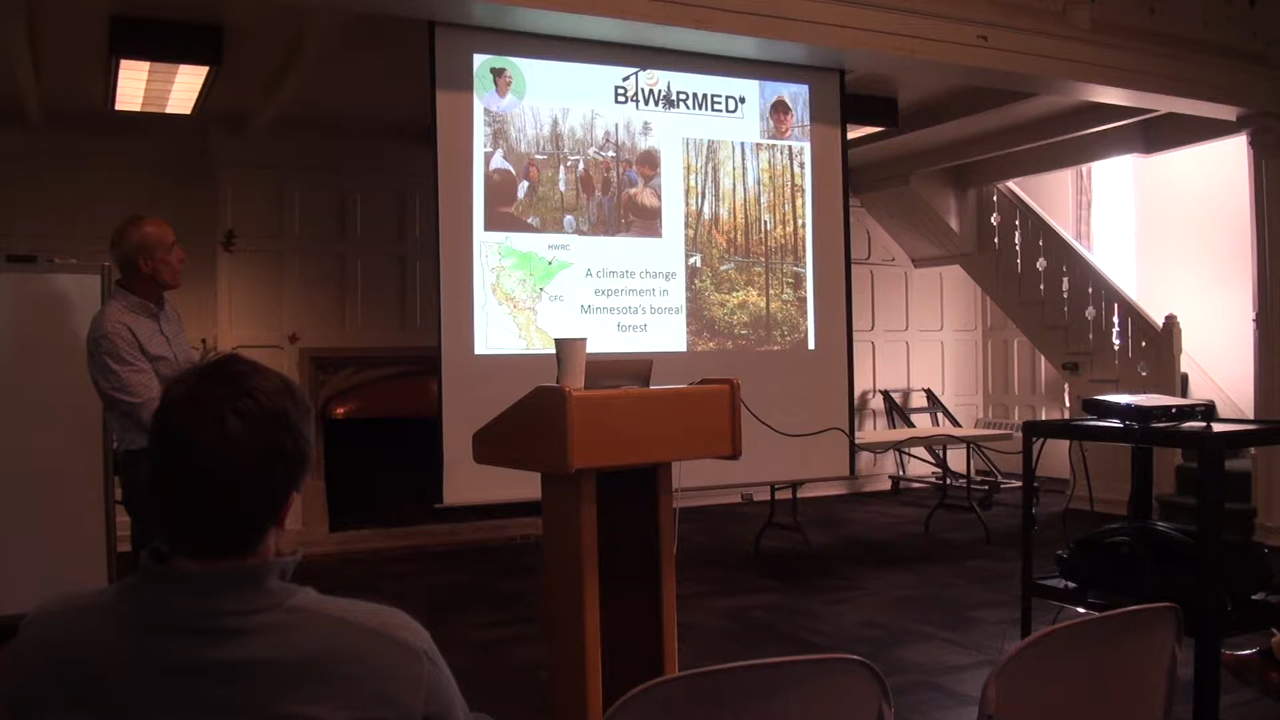 B4WARMED
HWRC
CFC
A climate change
experiment in
Minnesota's boreal
forest